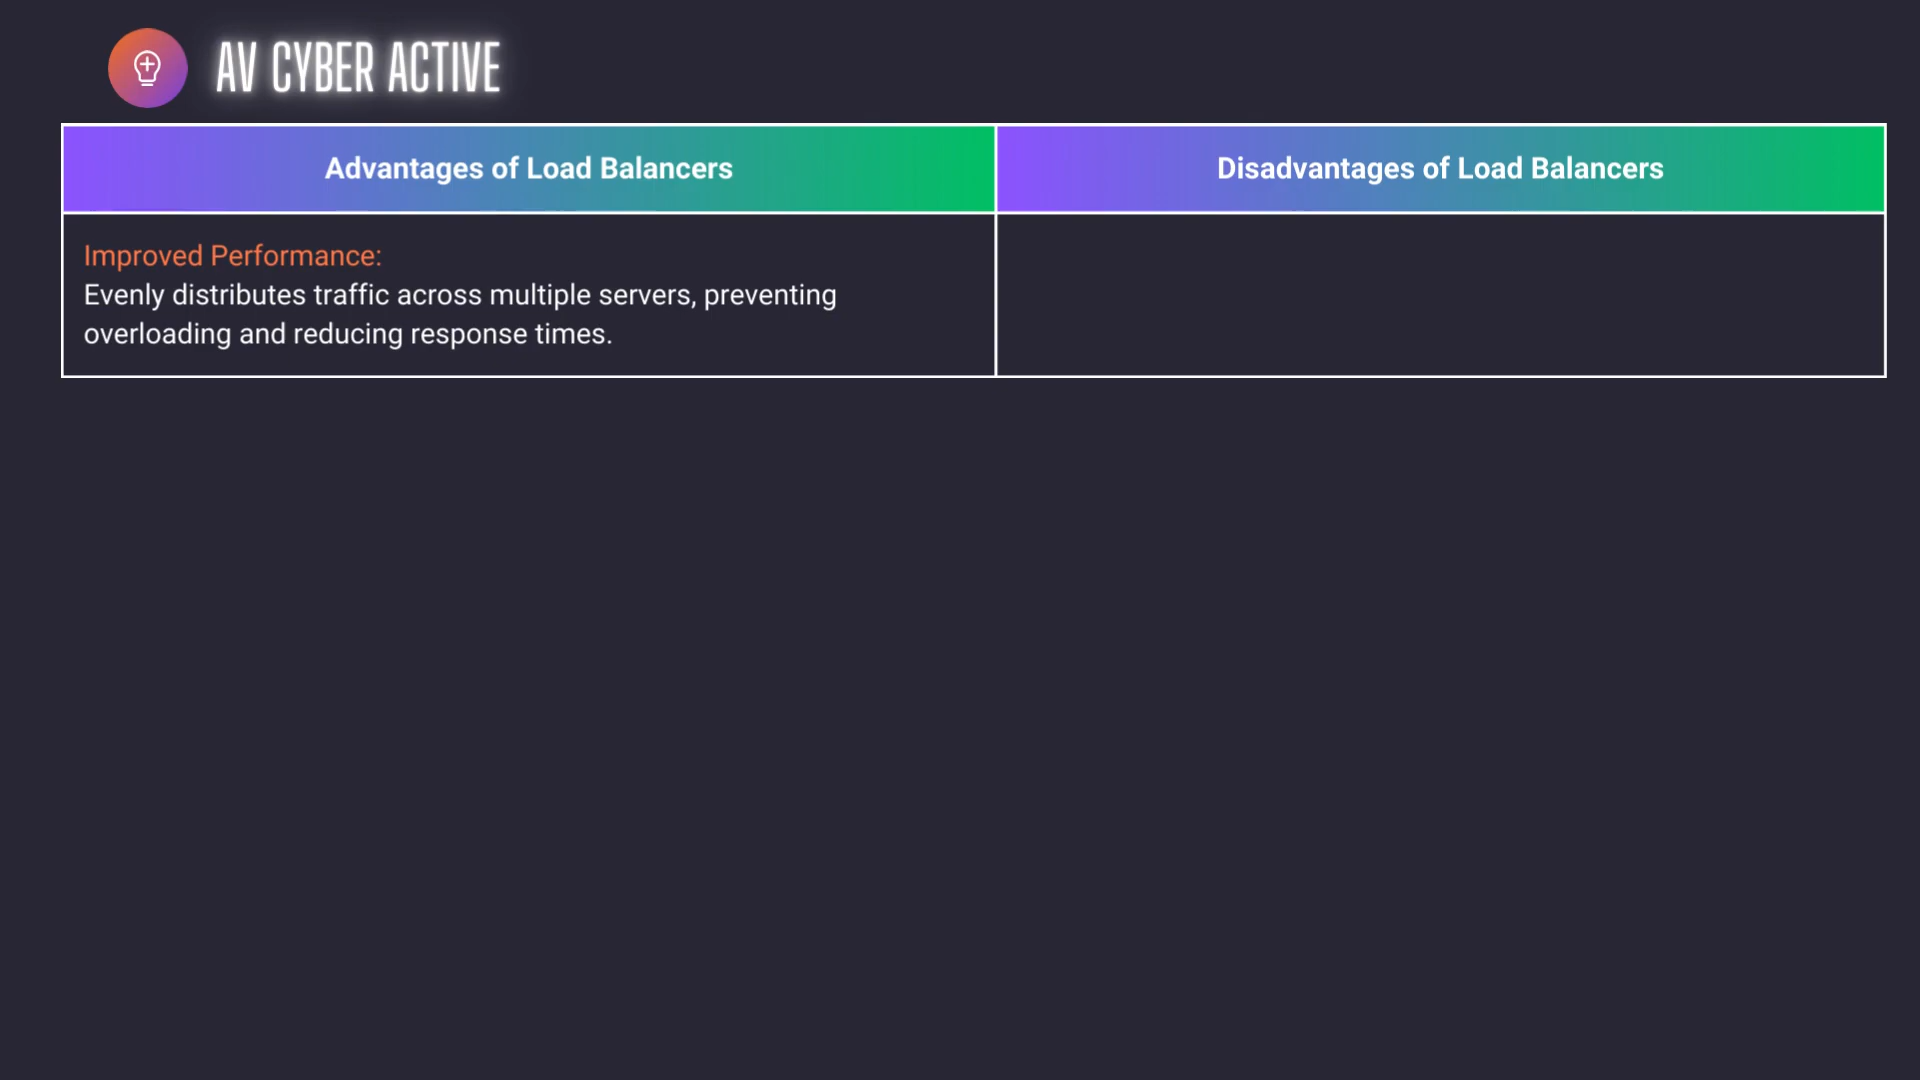 AV CYBER ACTIVE
Advantages of Load Balancers
Disadvantages of Load Balancers
Improved Performance:
Evenly distributes traffic across multiple servers, preventing
overloading and reducing response times.